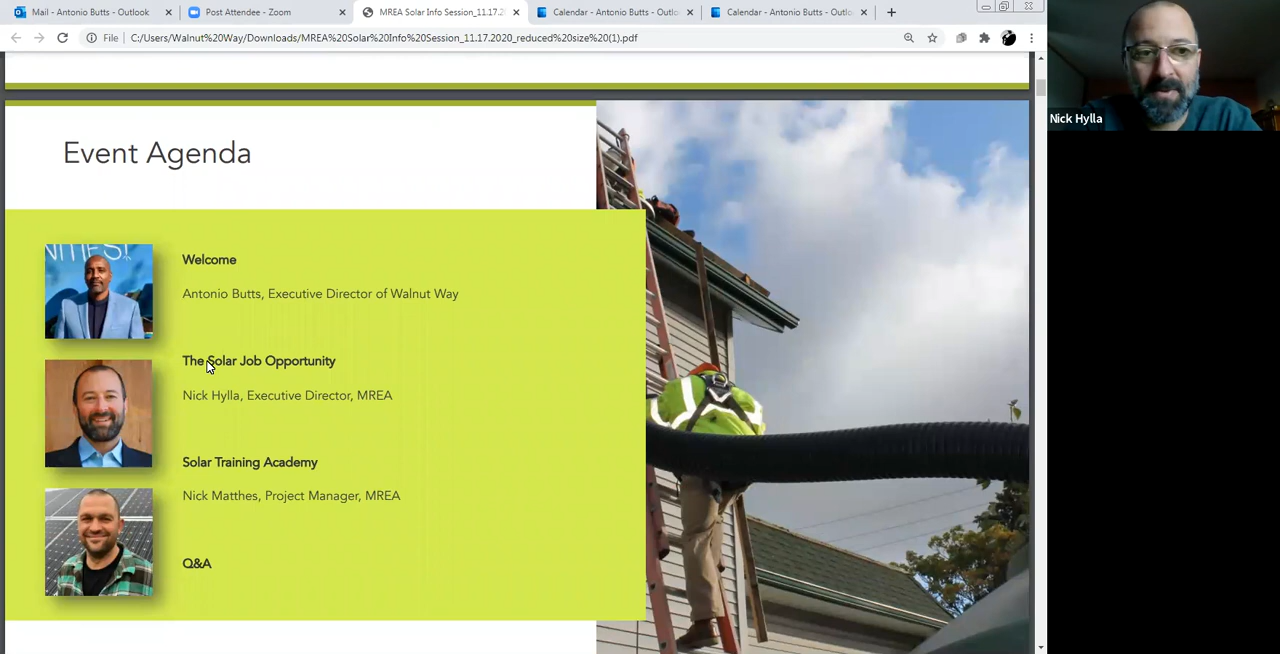 Mail - Antonio Butts - Outlook
Post Attendee - Zoom
MREA Solar Info Session_11.17.2020
Calendar - Antonio Butts - Outlo
Calendar - Antonio Butts - Outlo
File
C:/Users/Walnut%20Way/Downloads/MREA%20Solar%20Info%20Session_11.17.2020_reduced%20size%20(1).pdf
Nick Hylla
Event Agenda
NITIES!
Welcome
Antonio Butts, Executive Director of Walnut Way
The Solar Job Opportunity
Nick Hylla, Executive Director, MREA
Solar Training Academy
Nick Matthes, Project Manager, MREA
Q&A